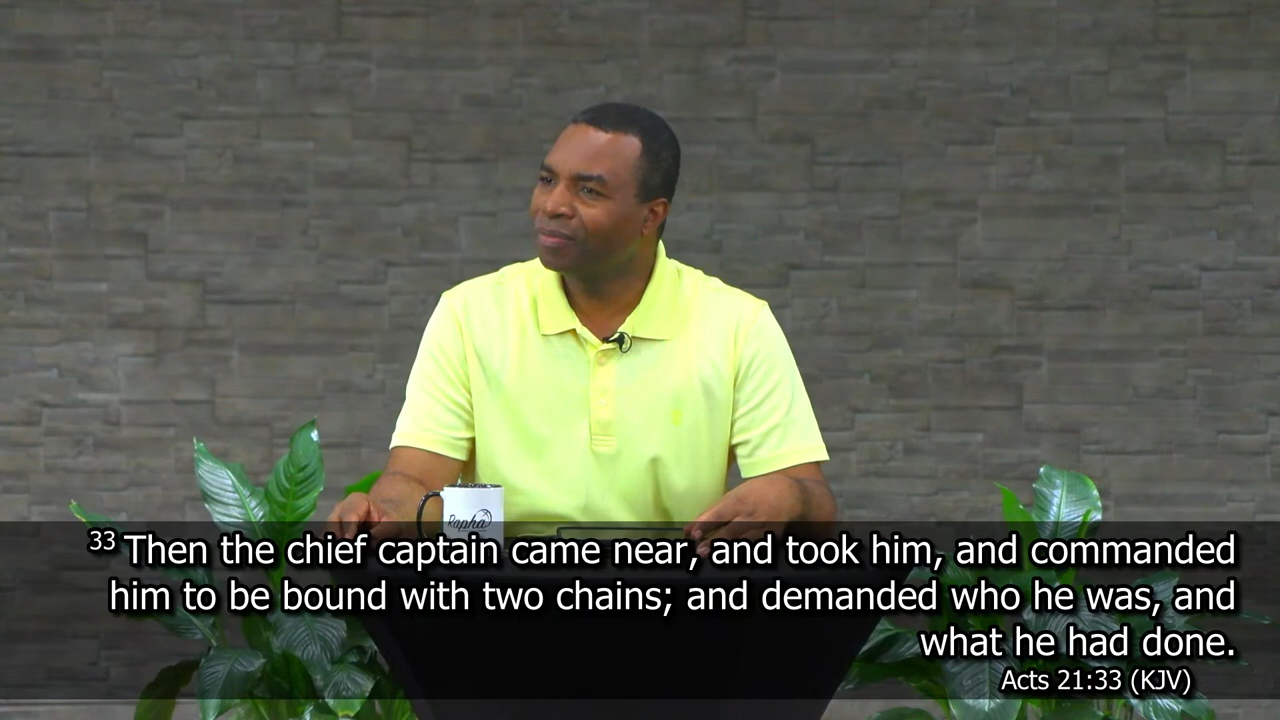 Rapha
33 Then the chief captain came near, and took him, and commanded
him to be bound with two chains; and demanded who he was, and
what he had done.
Acts 21:33 (KJV)